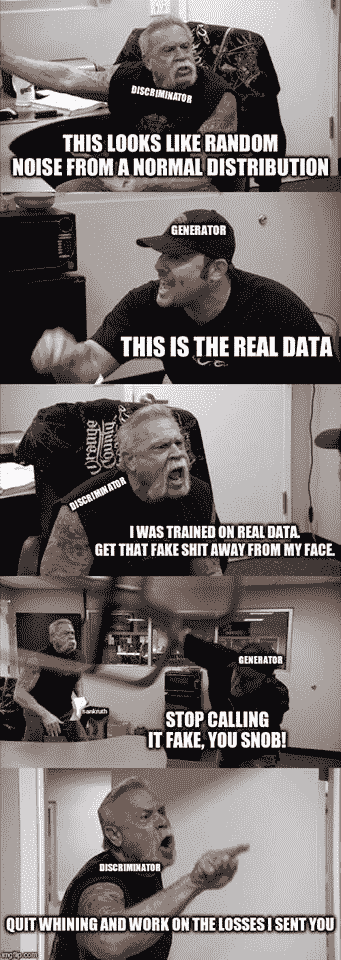 DISCRIMINATOR
THIS LOOKS LIKE RANDOM
NOISE FROM A NORMAL DISTRIBUTION
GENERATOR
THIS IS THE REAL DATA
Orange
County
DISCRIMINATOR
I WAS TRAINED ON REAL DATA.
GET THAT FAKE SHIT AWAY FROM MY FACE.
GENERATOR
STOP CALLING
IT FAKE, YOU SNOB!
DISCRIMINATOR
QUIT WHINING AND WORK ON THE LOSSES I SENT YOU
imgflip.com